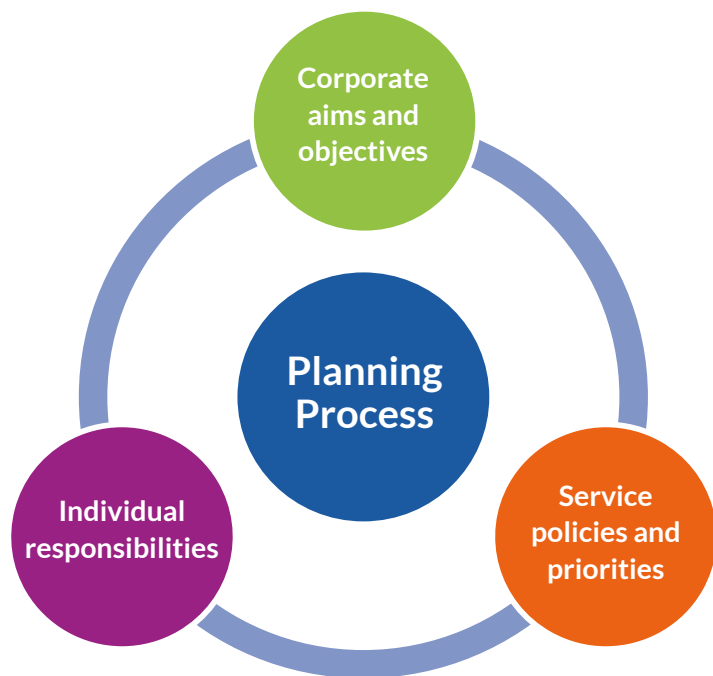 Corporate
aims and
objectives
Planning
Process
Individual
responsibilities
Service
policies and
priorities